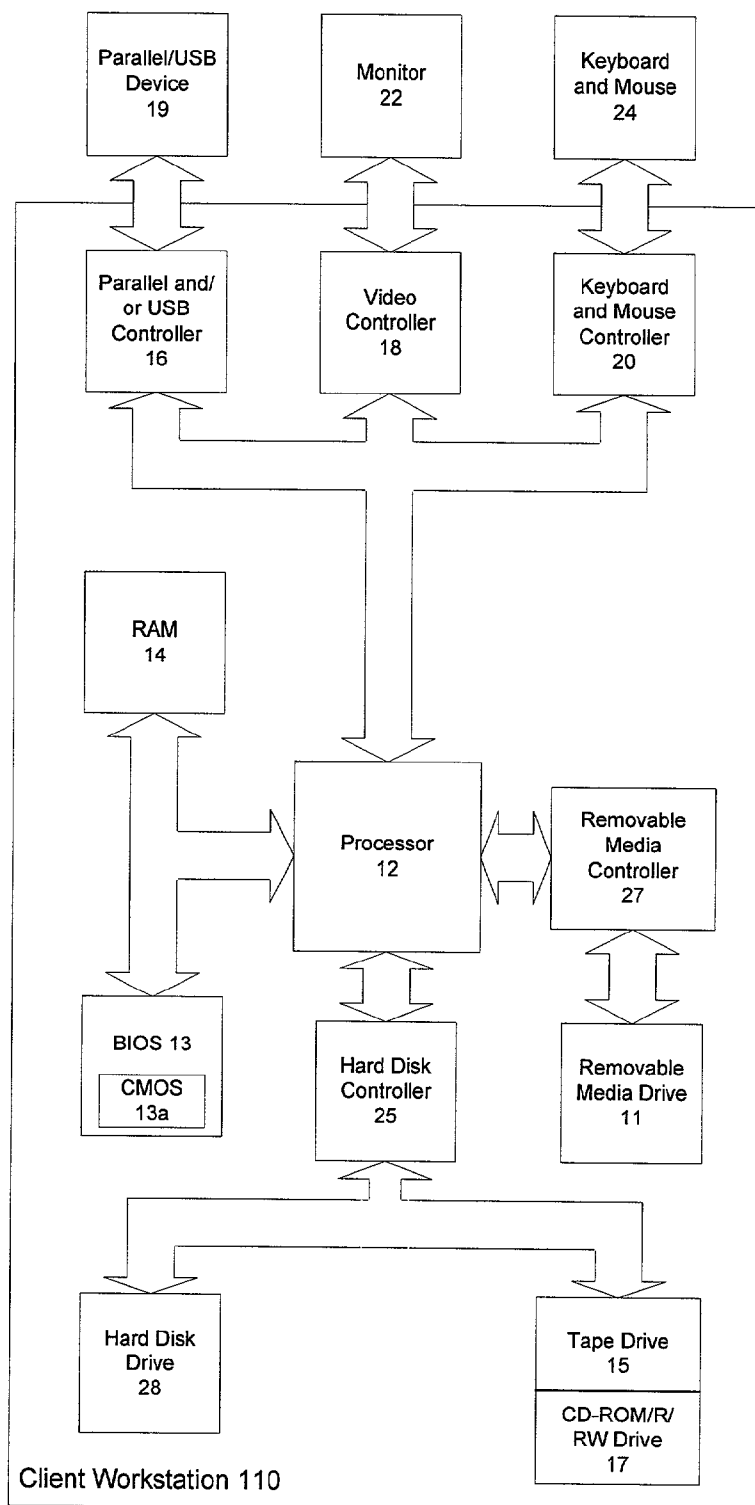 Parallel/USB
Device
19
Monitor
22
Keyboard
and Mouse
24
Parallel and/
or USB
Controller
16
Video
Controller
18
Keyboard
and Mouse
Controller
20
RAM
14
Processor
12
Removable
Media
Controller
27
BIOS 13
CMOS
13a
Hard Disk
Controller
25
Removable
Media Drive
11
Hard Disk
Drive
28
Tape Drive
15
CD-ROM/R/
RW Drive
17
Client Workstation 110